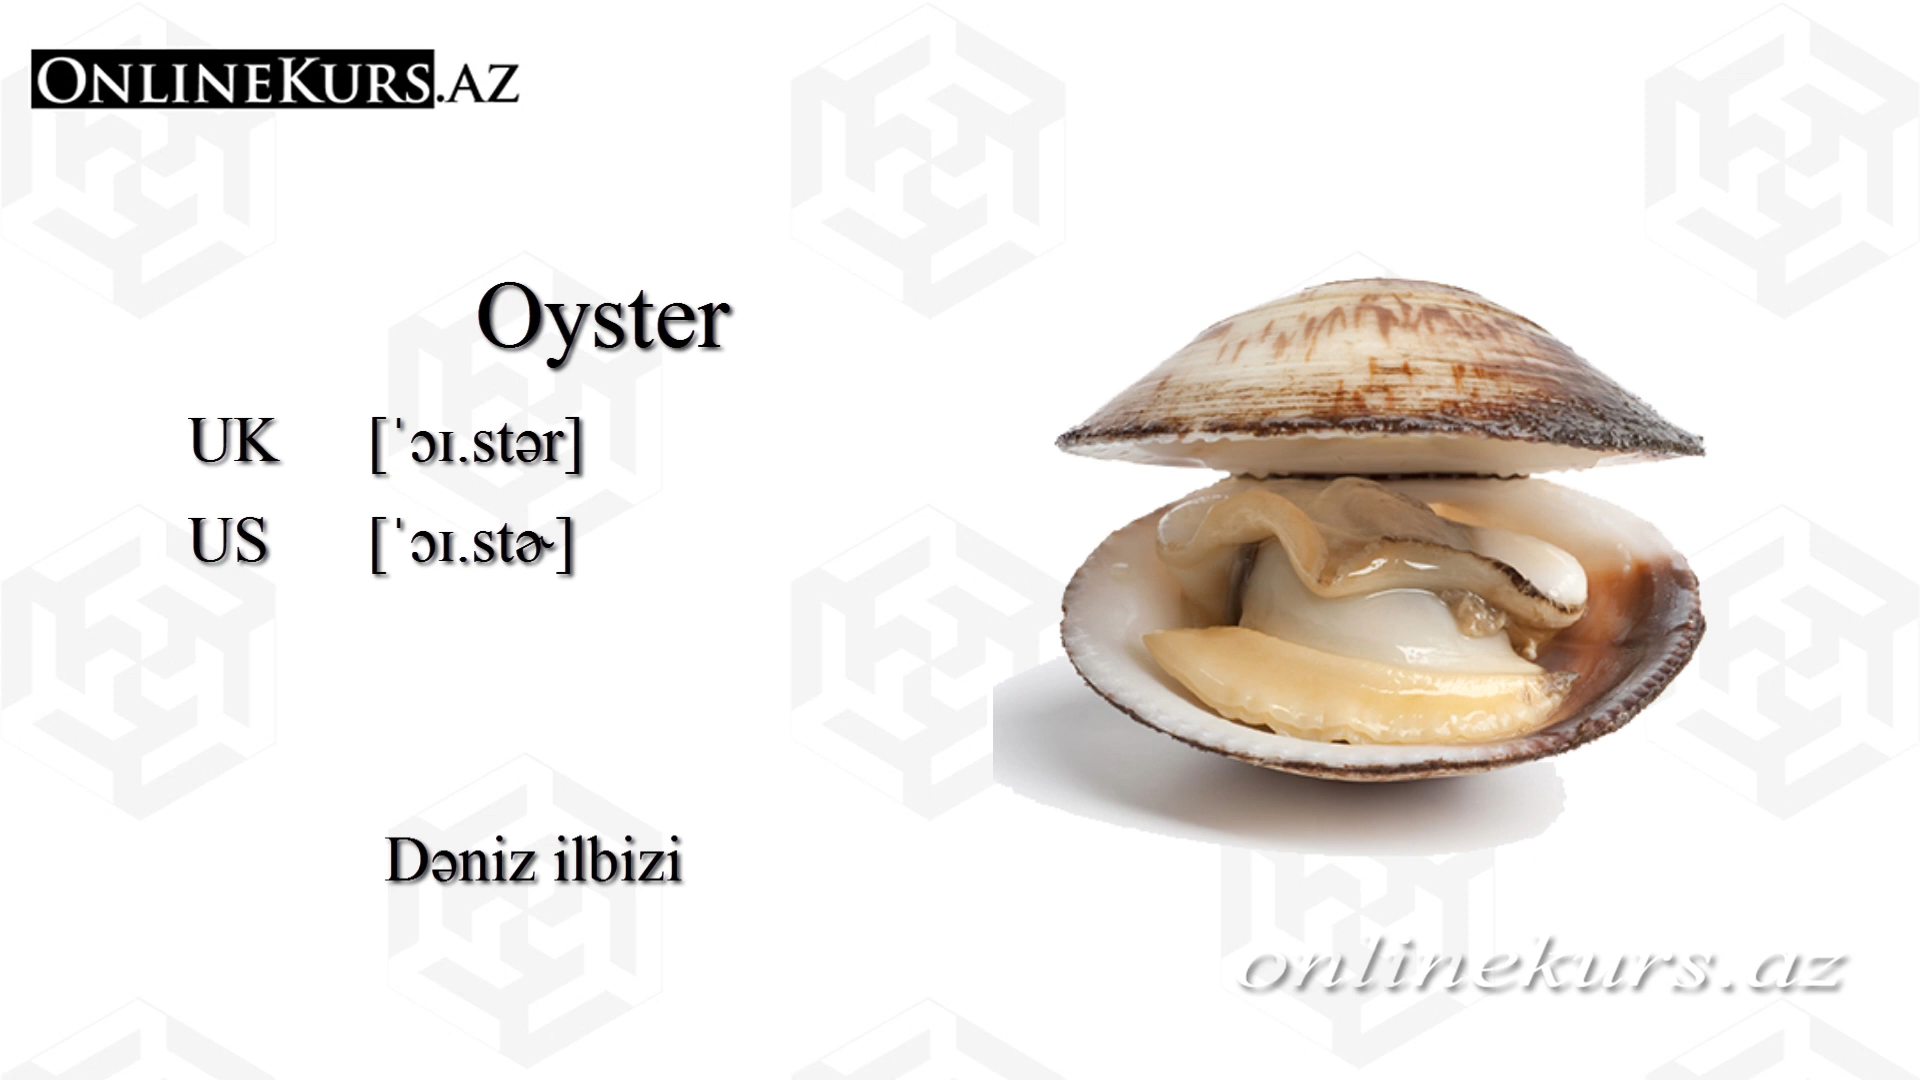 ONLINEKURS.AZ
Oyster
UK [ˈɔɪ.stər]
US [ˈɔɪ.stɚ]
Dəniz ilbizi
onlinekurs.az